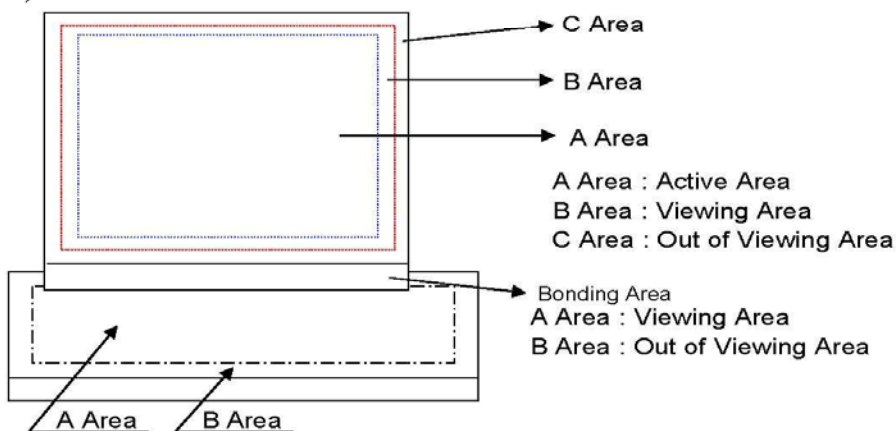 C Area
B Area
A Area
A Area : Active Area
B Area : Viewing Area
C Area : Out of Viewing Area
Bonding Area
A Area : Viewing Area
B Area : Out of Viewing Area
A Area B Area